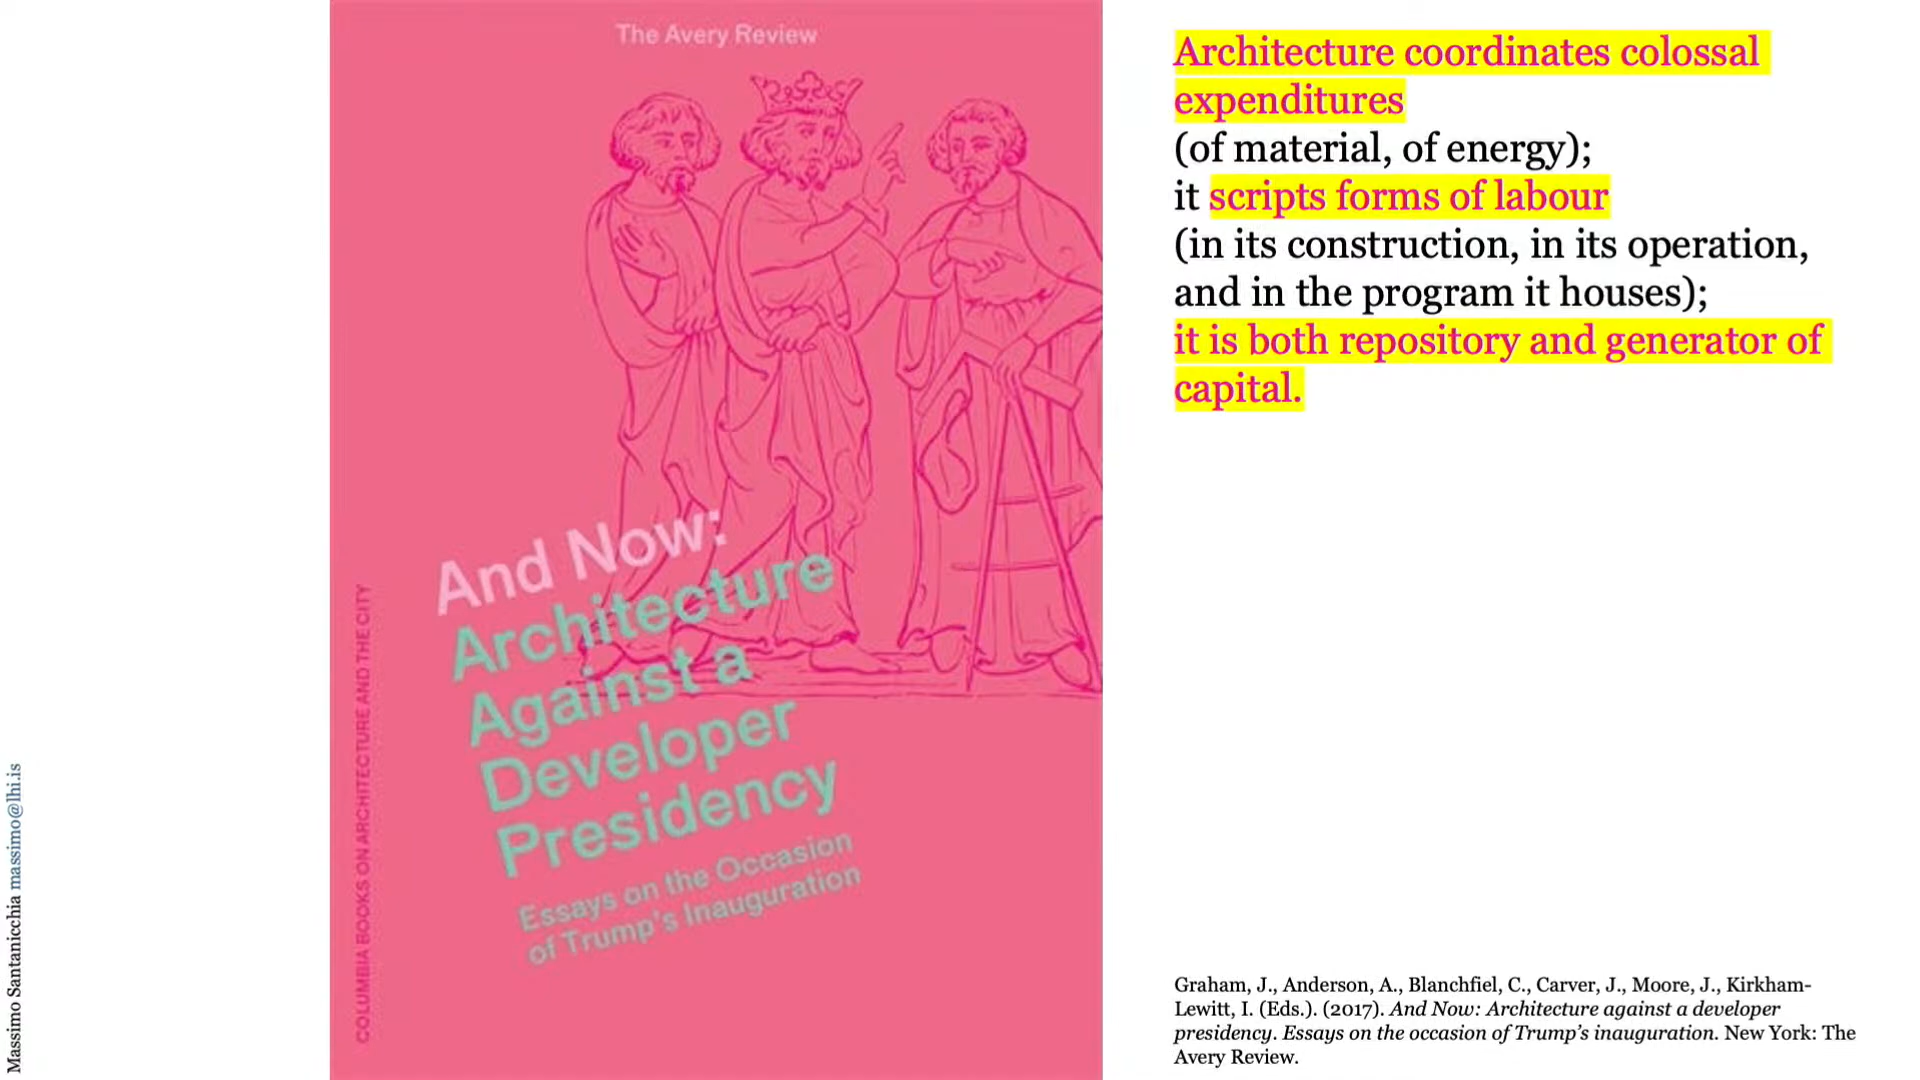 The Avery Review
And Now:
Architecture
Against a
Developer
Presidency
Essays on the Occasion
of Trump's Inauguration
COLUMBIA BOOKS ON ARCHITECTURE AND THE CITY
Massimo Santanicchia massimo@lhi.is
Architecture coordinates colossal
expenditures
(of material, of energy);
it scripts forms of labour
(in its construction, in its operation,
and in the program it houses);
it is both repository and generator of
capital.
Graham, J., Anderson, A., Blanchfiel, C., Carver, J., Moore, J., Kirkham-
Lewitt, I. (Eds.). (2017). And Now: Architecture against a developer
presidency. Essays on the occasion of Trump’s inauguration. New York: The
Avery Review.